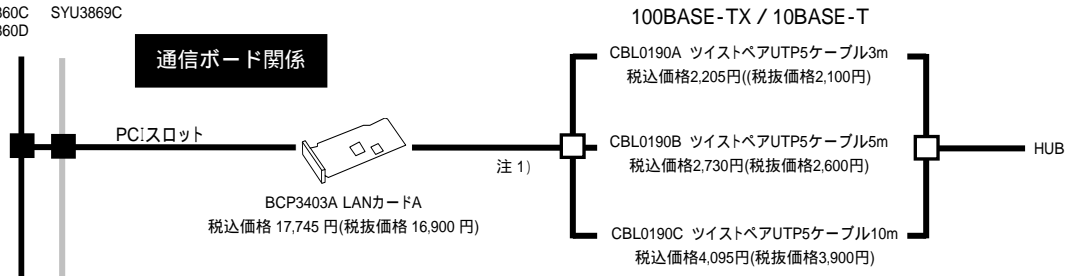 860C SYU3869C
860D
通信ボード関係
PCIスロット
BCP3403A LANカードA
税込価格 17,745 円(税抜価格 16,900 円)
注 1)
100BASE-TX / 10BASE-T
CBL0190A ツイストペアUTP5ケーブル3m
税込価格2,205円((税抜価格2,100円)
CBL0190B ツイストペアUTP5ケーブル5m
税込価格2,730円(税抜価格2,600円)
CBL0190C ツイストペアUTP5ケーブル10m
税込価格4,095円(税抜価格3,900円)
HUB